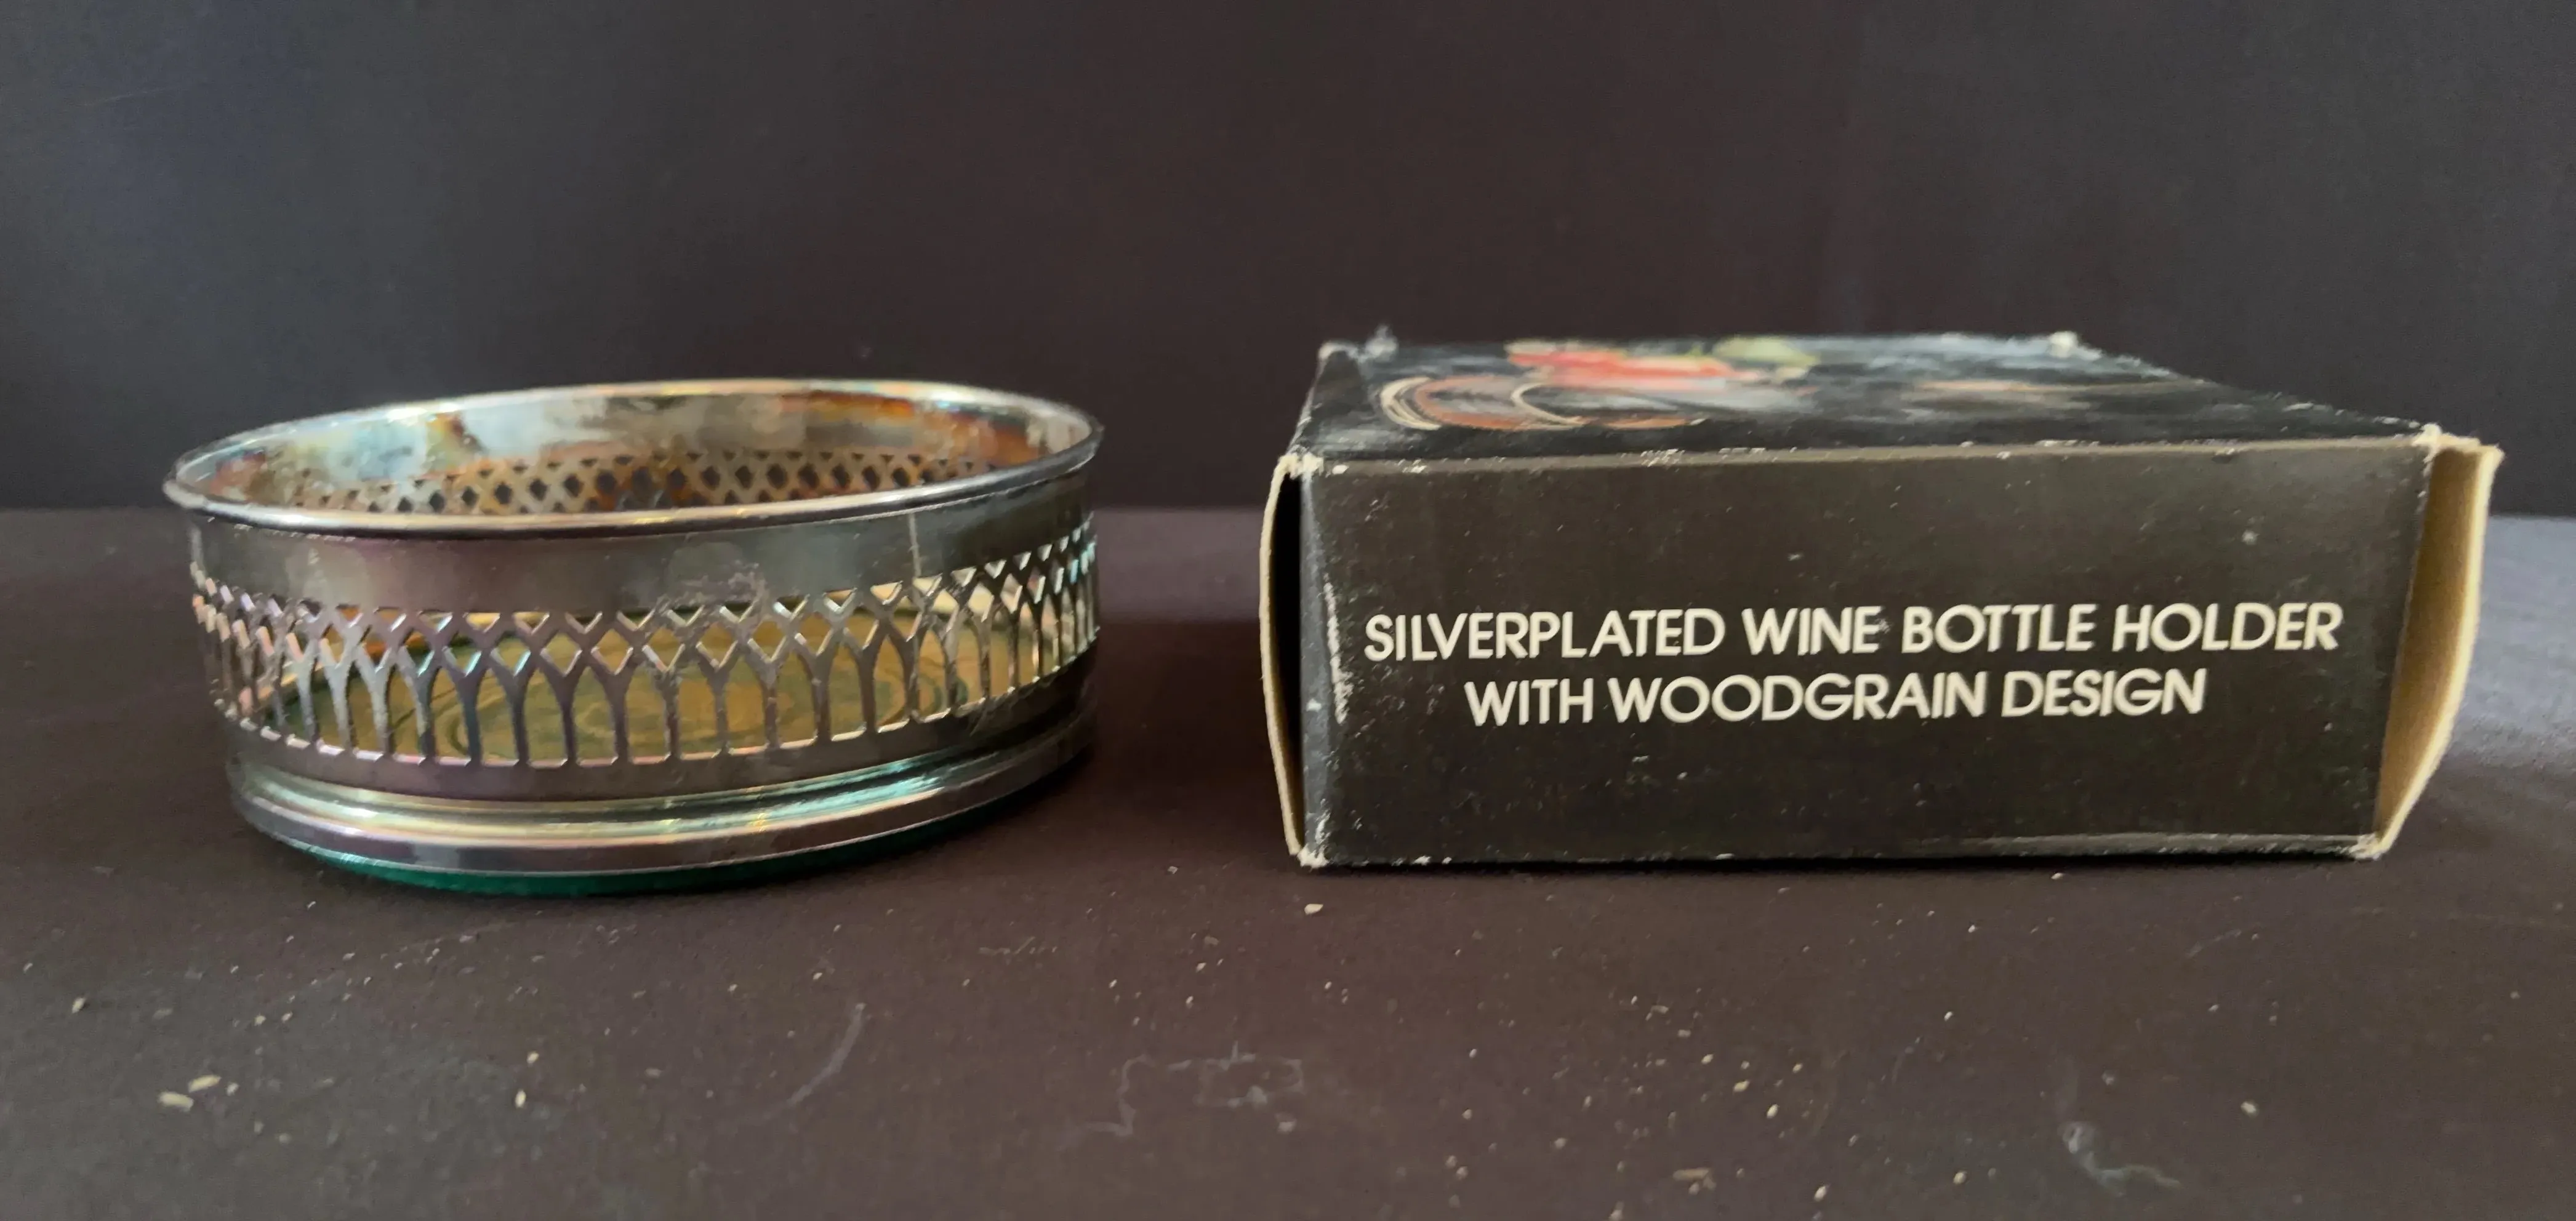 SILVERPLATED WINE BOTTLE HOLDER
WITH WOODGRAIN DESIGN